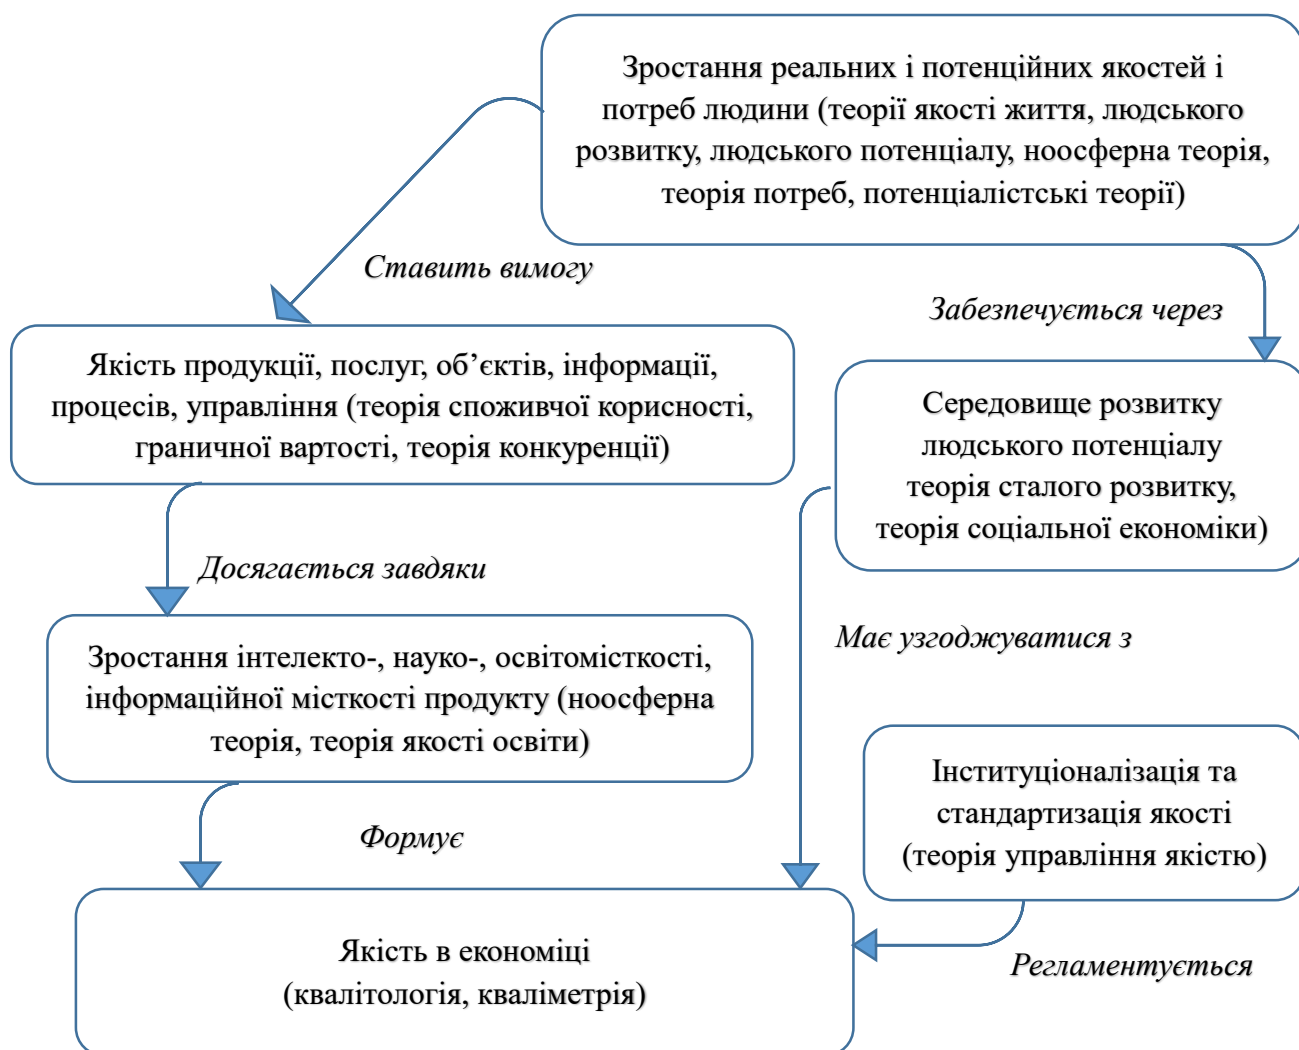 Зростання реальних і потенційних якостей і
потреб людини (теорії якості життя, людського
розвитку, людського потенціалу, ноосферна теорія,
теорія потреб, потенціалістські теорії)
Ставить вимогу
Забезпечується через
Якість продукції, послуг, об’єктів, інформації,
процесів, управління (теорія споживчої корисності,
граничної вартості, теорія конкуренції)
Середовище розвитку
людського потенціалу
теорія сталого розвитку,
теорія соціальної економіки)
Досягається завдяки
Має узгоджуватися з
Зростання інтелекто-, науко-, освітомісткості,
інформаційної місткості продукту (ноосферна
теорія, теорія якості освіти)
Інституціоналізація та
стандартизація якості
(теорія управління якістю)
Формує
Якість в економіці
(квалітологія, кваліметрія)
Регламентується